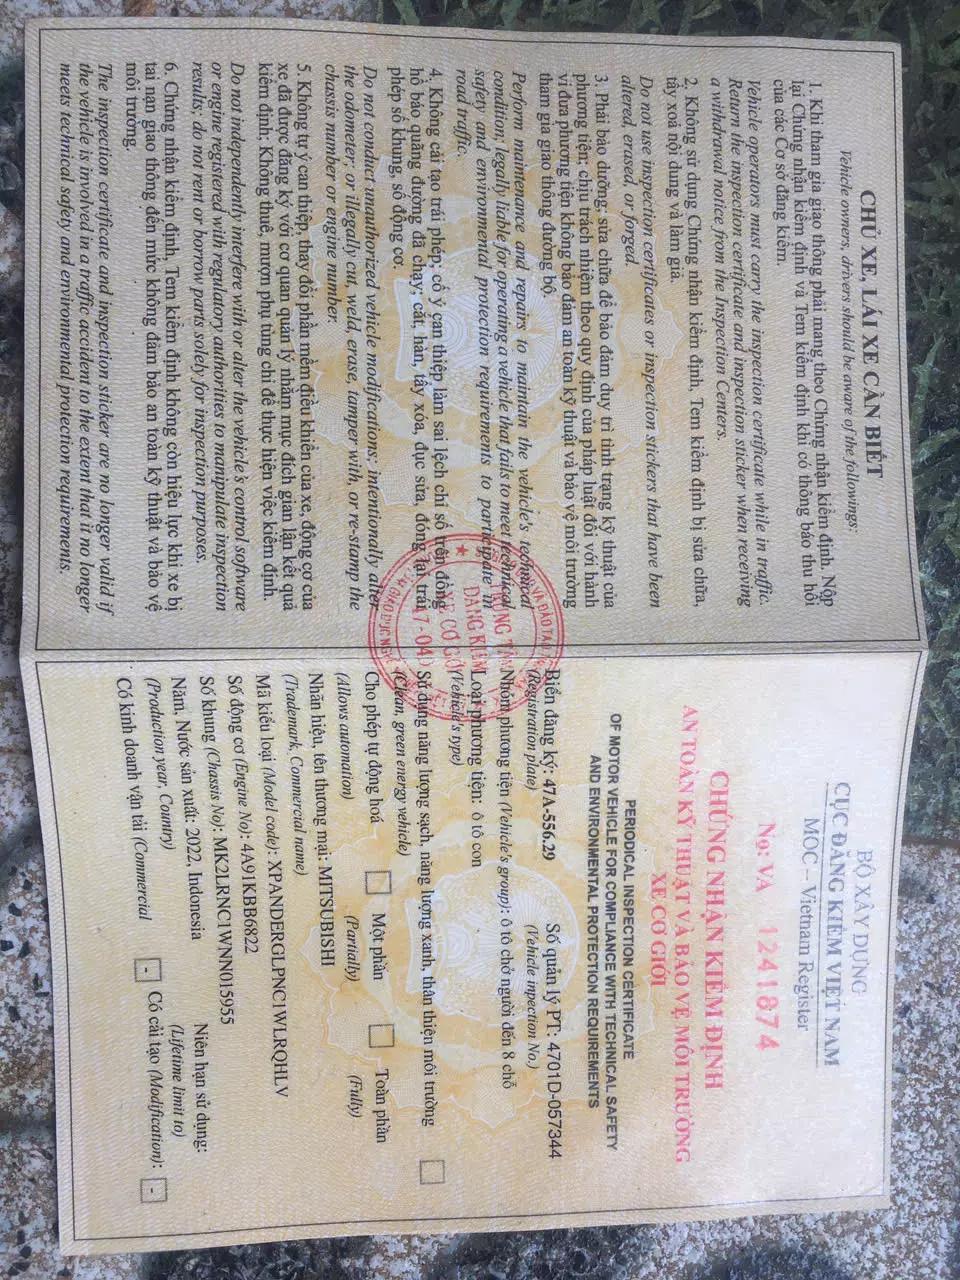 CHỦ XE, LÁI XE CẦN BIẾT
Vehicle owners, drivers should be aware of the followings:
1. Khi tham gia giao thông phải mang theo Chứng nhận kiểm định. Nộp
lại Chứng nhận kiểm định và Tem kiểm định khi có thông báo thu hồi
của các Cơ sở đăng kiểm.
Vehicle operators must carry the inspection certificate while in traffic.
Return the inspection certificate and inspection sticker when receiving
a withdrawal notice from the Inspection Centers.
2. Không sử dụng Chứng nhận kiểm định, Tem kiểm định bị sửa chữa,
tẩy xoá nội dung và làm giả.
Do not use inspection certificates or inspection stickers that have been
altered, erased, or forged.
3. Phải bảo dưỡng, sửa chữa để bảo đảm duy trì tình trạng kỹ thuật của
phương tiện; chịu trách nhiệm theo quy định của pháp luật đối với hành
vi đưa phương tiện không bảo đảm an toàn kỹ thuật và bảo vệ môi trường
tham gia giao thông đường bộ.
Perform maintenance and repairs to maintain the vehicle's technical
condition; legally liable for operating a vehicle that fails to meet technical
safety and environmental protection requirements to participate in
road traffic.
4. Không cải tạo trái phép; cố ý can thiệp làm sai lệch chỉ số trên đồng
hồ báo quãng đường đã chạy; cắt, hàn, tẩy xóa, đục sửa, đóng lại trái
phép số khung, số động cơ.
Do not conduct unauthorized vehicle modifications; intentionally alter
the odometer; or illegally cut, weld, erase, tamper with, or re-stamp the
chassis number or engine number.
5. Không tự ý can thiệp, thay đổi phần mềm điều khiển của xe, động cơ của
xe đã được đăng ký với cơ quan quản lý nhằm mục đích gian lận kết quả
kiểm định; Không thuê, mượn phụ tùng chỉ để thực hiện việc kiểm định.
Do not independently interfere with or alter the vehicle's control software
or engine registered with regulatory authorities to manipulate inspection
results; do not rent or borrow parts solely for inspection purposes.
6. Chứng nhận kiểm định, Tem kiểm định không còn hiệu lực khi xe bị
tai nạn giao thông đến mức không đảm bảo an toàn kỹ thuật và bảo vệ
môi trường.
The inspection certificate and inspection sticker are no longer valid if
the vehicle is involved in a traffic accident to the extent that it no longer
meets technical safety and environmental protection requirements.
TRUNG TÂM
ĐĂNG KIỂM
XE CƠ GIỚI
47-04
BỘ XÂY DỰNG
CỤC ĐĂNG KIỂM VIỆT NAM
MOC – Vietnam Register
Nọ: VA 1241874
CHỨNG NHẬN KIỂM ĐỊNH
AN TOÀN KỸ THUẬT VÀ BẢO VỆ MÔI TRƯỜNG
XE CƠ GIỚI
PERIODICAL INSPECTION CERTIFICATE
OF MOTOR VEHICLE FOR COMPLIANCE WITH TECHNICAL SAFETY
AND ENVIRONMENTAL PROTECTION REQUIREMENTS
Biển đăng ký: 47A-556.29 Số quản lý PT: 4701D-057344
(Registration plate) (Vehicle inpection No)
Nhóm phương tiện (Vehicle's group): ô tô chở người đến 8 chỗ
Loại phương tiện: ô tô con
(Vehicle's type)
Sử dụng năng lượng sạch, năng lượng xanh, thân thiện môi trường
(Clean, green energy vehicle)
Cho phép tự động hoá Một phần Toàn phần
(Allows automation) (Partially) (Fully)
Nhãn hiệu, tên thương mại: MITSUBISHI
(Trademark, Commercial name)
Mã kiểu loại (Model code): XPANDERGLPNC1WLRQHLV
Số động cơ (Engine No): 4A91KBB6822
Số khung (Chassis No): MK2LRNC1WNN015955
Năm, Nước sản xuất: 2022, Indonesia Niên hạn sử dụng:
(Production year, Country) (Lifetime limit to)
Có kinh doanh vận tải (Commercial - Có cải tạo (Modification): -